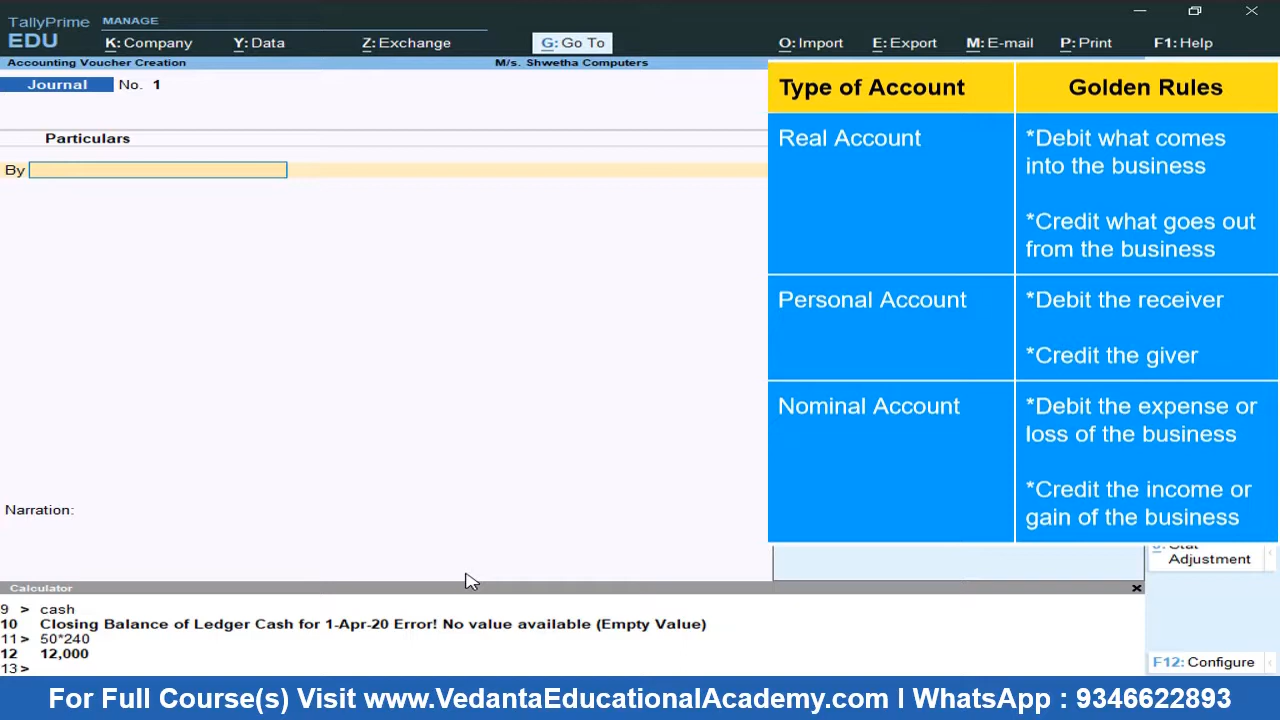 TallyPrime
EDU
MANAGE
K: Company
Y: Data
Z: Exchange
G: Go To
O: Import
E: Export
M: E-mail
P: Print
F1: Help
Accounting Voucher Creation
M/s. Shwetha Computers
Journal No. 1
Particulars
By
Narration:
Type of Account
Golden Rules
Real Account
*Debit what comes
into the business
*Credit what goes out
from the business
Personal Account
*Debit the receiver
*Credit the giver
Nominal Account
*Debit the expense or
loss of the business
*Credit the income or
gain of the business
Adjustment
F12: Configure
Calculator
9 > cash
10 Closing Balance of Ledger Cash for 1-Apr-20 Error! No value available (Empty Value)
11 > 50*240
12 12,000
13 >
For Full Course(s) Visit www.VedantaEducationalAcademy.com I WhatsApp : 9346622893